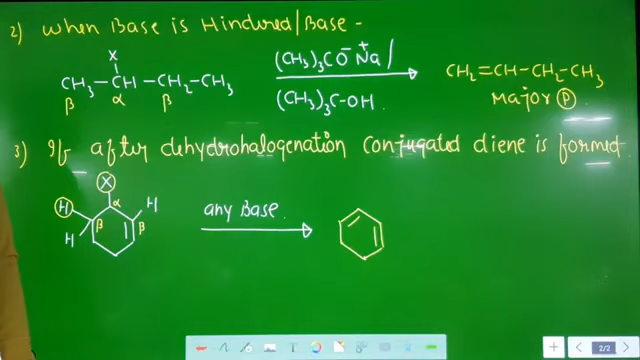 2) When Base is Hindured/Base -
X
CH₃-CH-CH₂-CH₃
β α β
(CH₃)₃CO⁻Na⁺/
(CH₃)₃C-OH.
CH₂=CH-CH₂-CH₃
Major P.
3) If after dehydrohalogenation conjugated diene is formed.
X
H α H
β β
H
any Base.
2/2